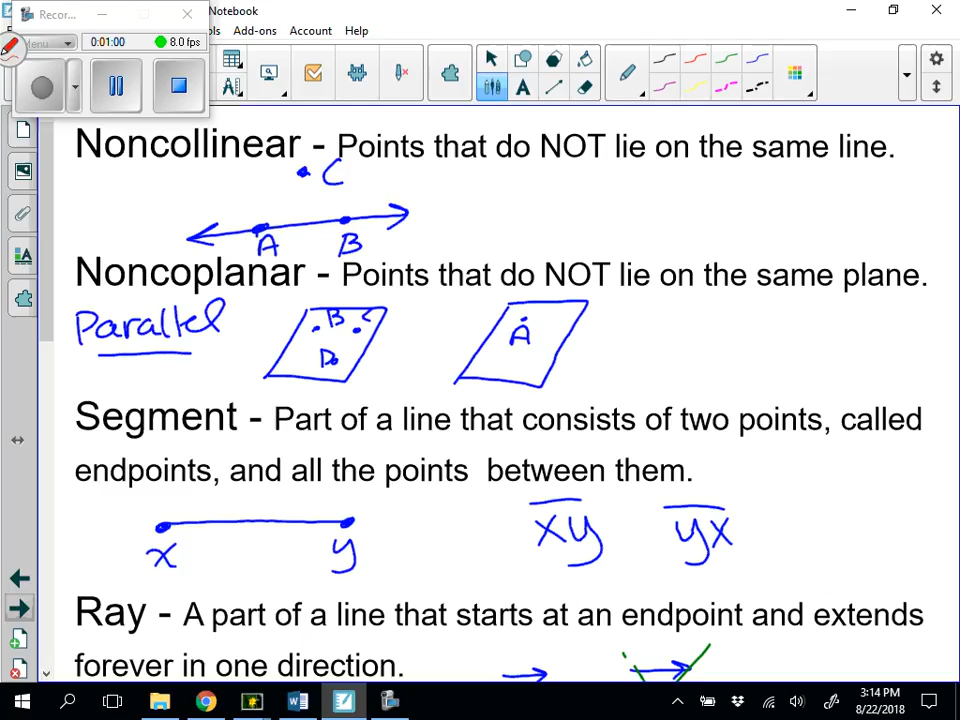 Recor...
Notebook
Menu
ols Add-ons Account Help
0:01:00 8.0 fps
Noncollinear - Points that do NOT lie on the same line.
C
A B
Noncoplanar - Points that do NOT lie on the same plane.
Parallel
B C
D
A
Segment - Part of a line that consists of two points, called
endpoints, and all the points between them.
xy yx
x y
Ray - A part of a line that starts at an endpoint and extends
forever in one direction.
3:14 PM
8/22/2018